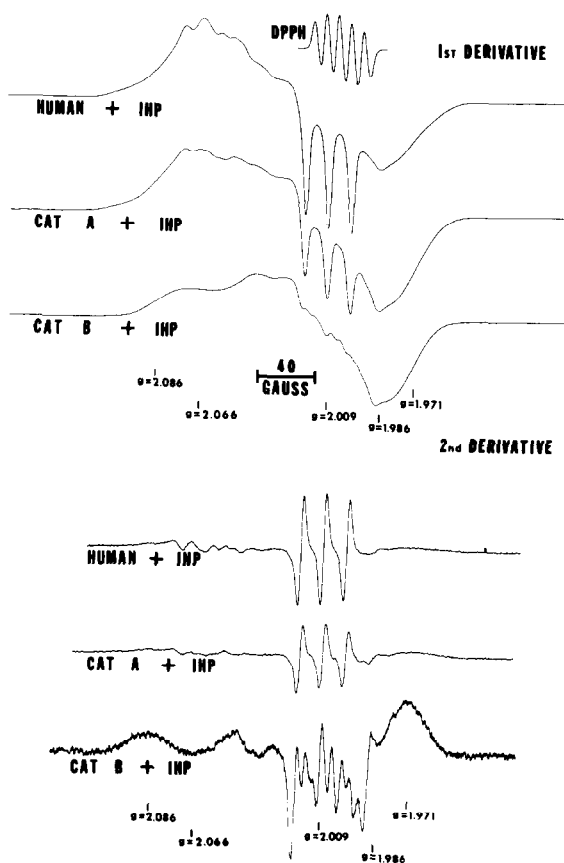 DPPH
1ST DERIVATIVE
HUMAN + IHP
CAT A + IHP
CAT B + IHP
40
GAUSS
g=2.086
g=2.066
g=2.009
g=1.986
g=1.971
2nd DERIVATIVE
HUMAN + IHP
CAT A + IHP
CAT B + IHP
g=2.086
g=2.066
g=2.009
g=1.986
g=1.971